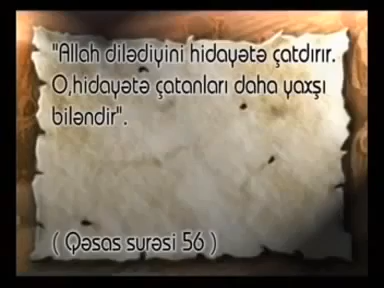 "Allah dilədiyini hidayətə çatdırır.
O,hidayətə çatanları daha yaxşı
biləndir".
( Qəsas surəsi 56 )